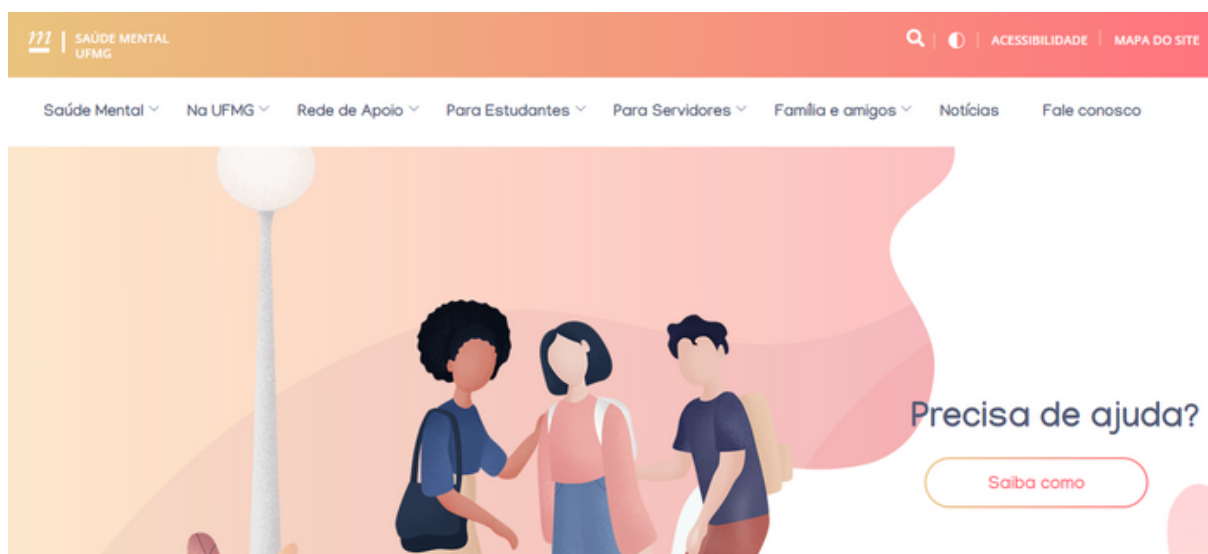 m SAÚDE MENTAL
UFMG
ACESSIBILIDADE MAPA DO SITE
Saúde Mental Na UFMG Rede de Apoio Para Estudantes Para Servidores Família e amigos Notícias Fale conosco
Precisa de ajuda?
Saiba como